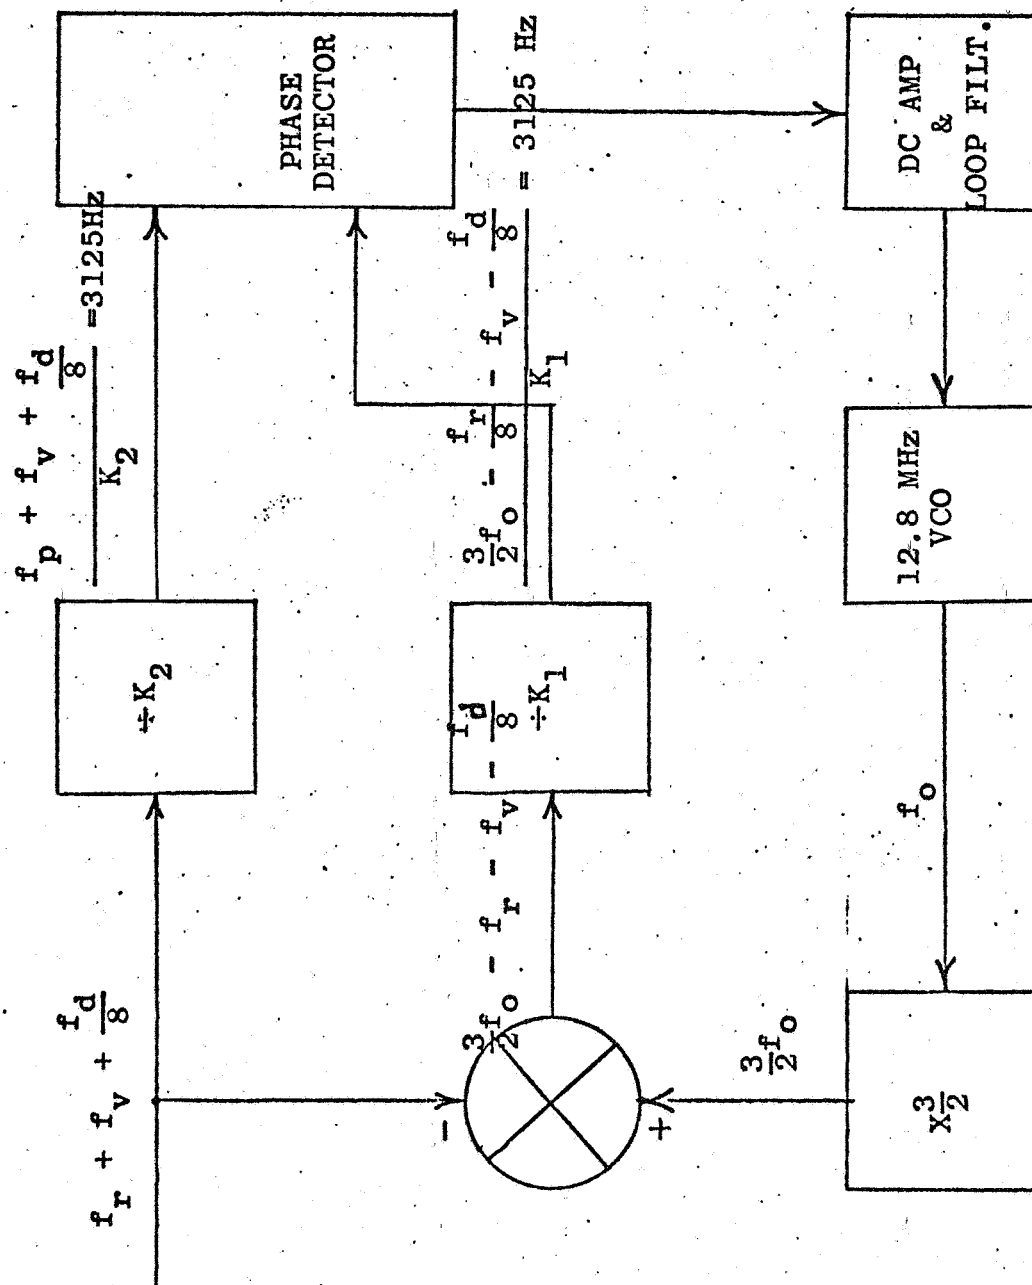 f_r + f_v + f_d/8
÷K_2
(f_p + f_v + f_d/8)/K_2 =3125Hz
PHASE
DETECTOR
-
+
3/2 f_o - f_r - f_v - f_d/8
÷K_1
(3/2 f_o - f_r/8 - f_v - f_d/8)/K_1 = 3125 Hz
3/2 f_o
X3/2
f_o
12.8 MHz
VCO
DC AMP
&
LOOP FILT.